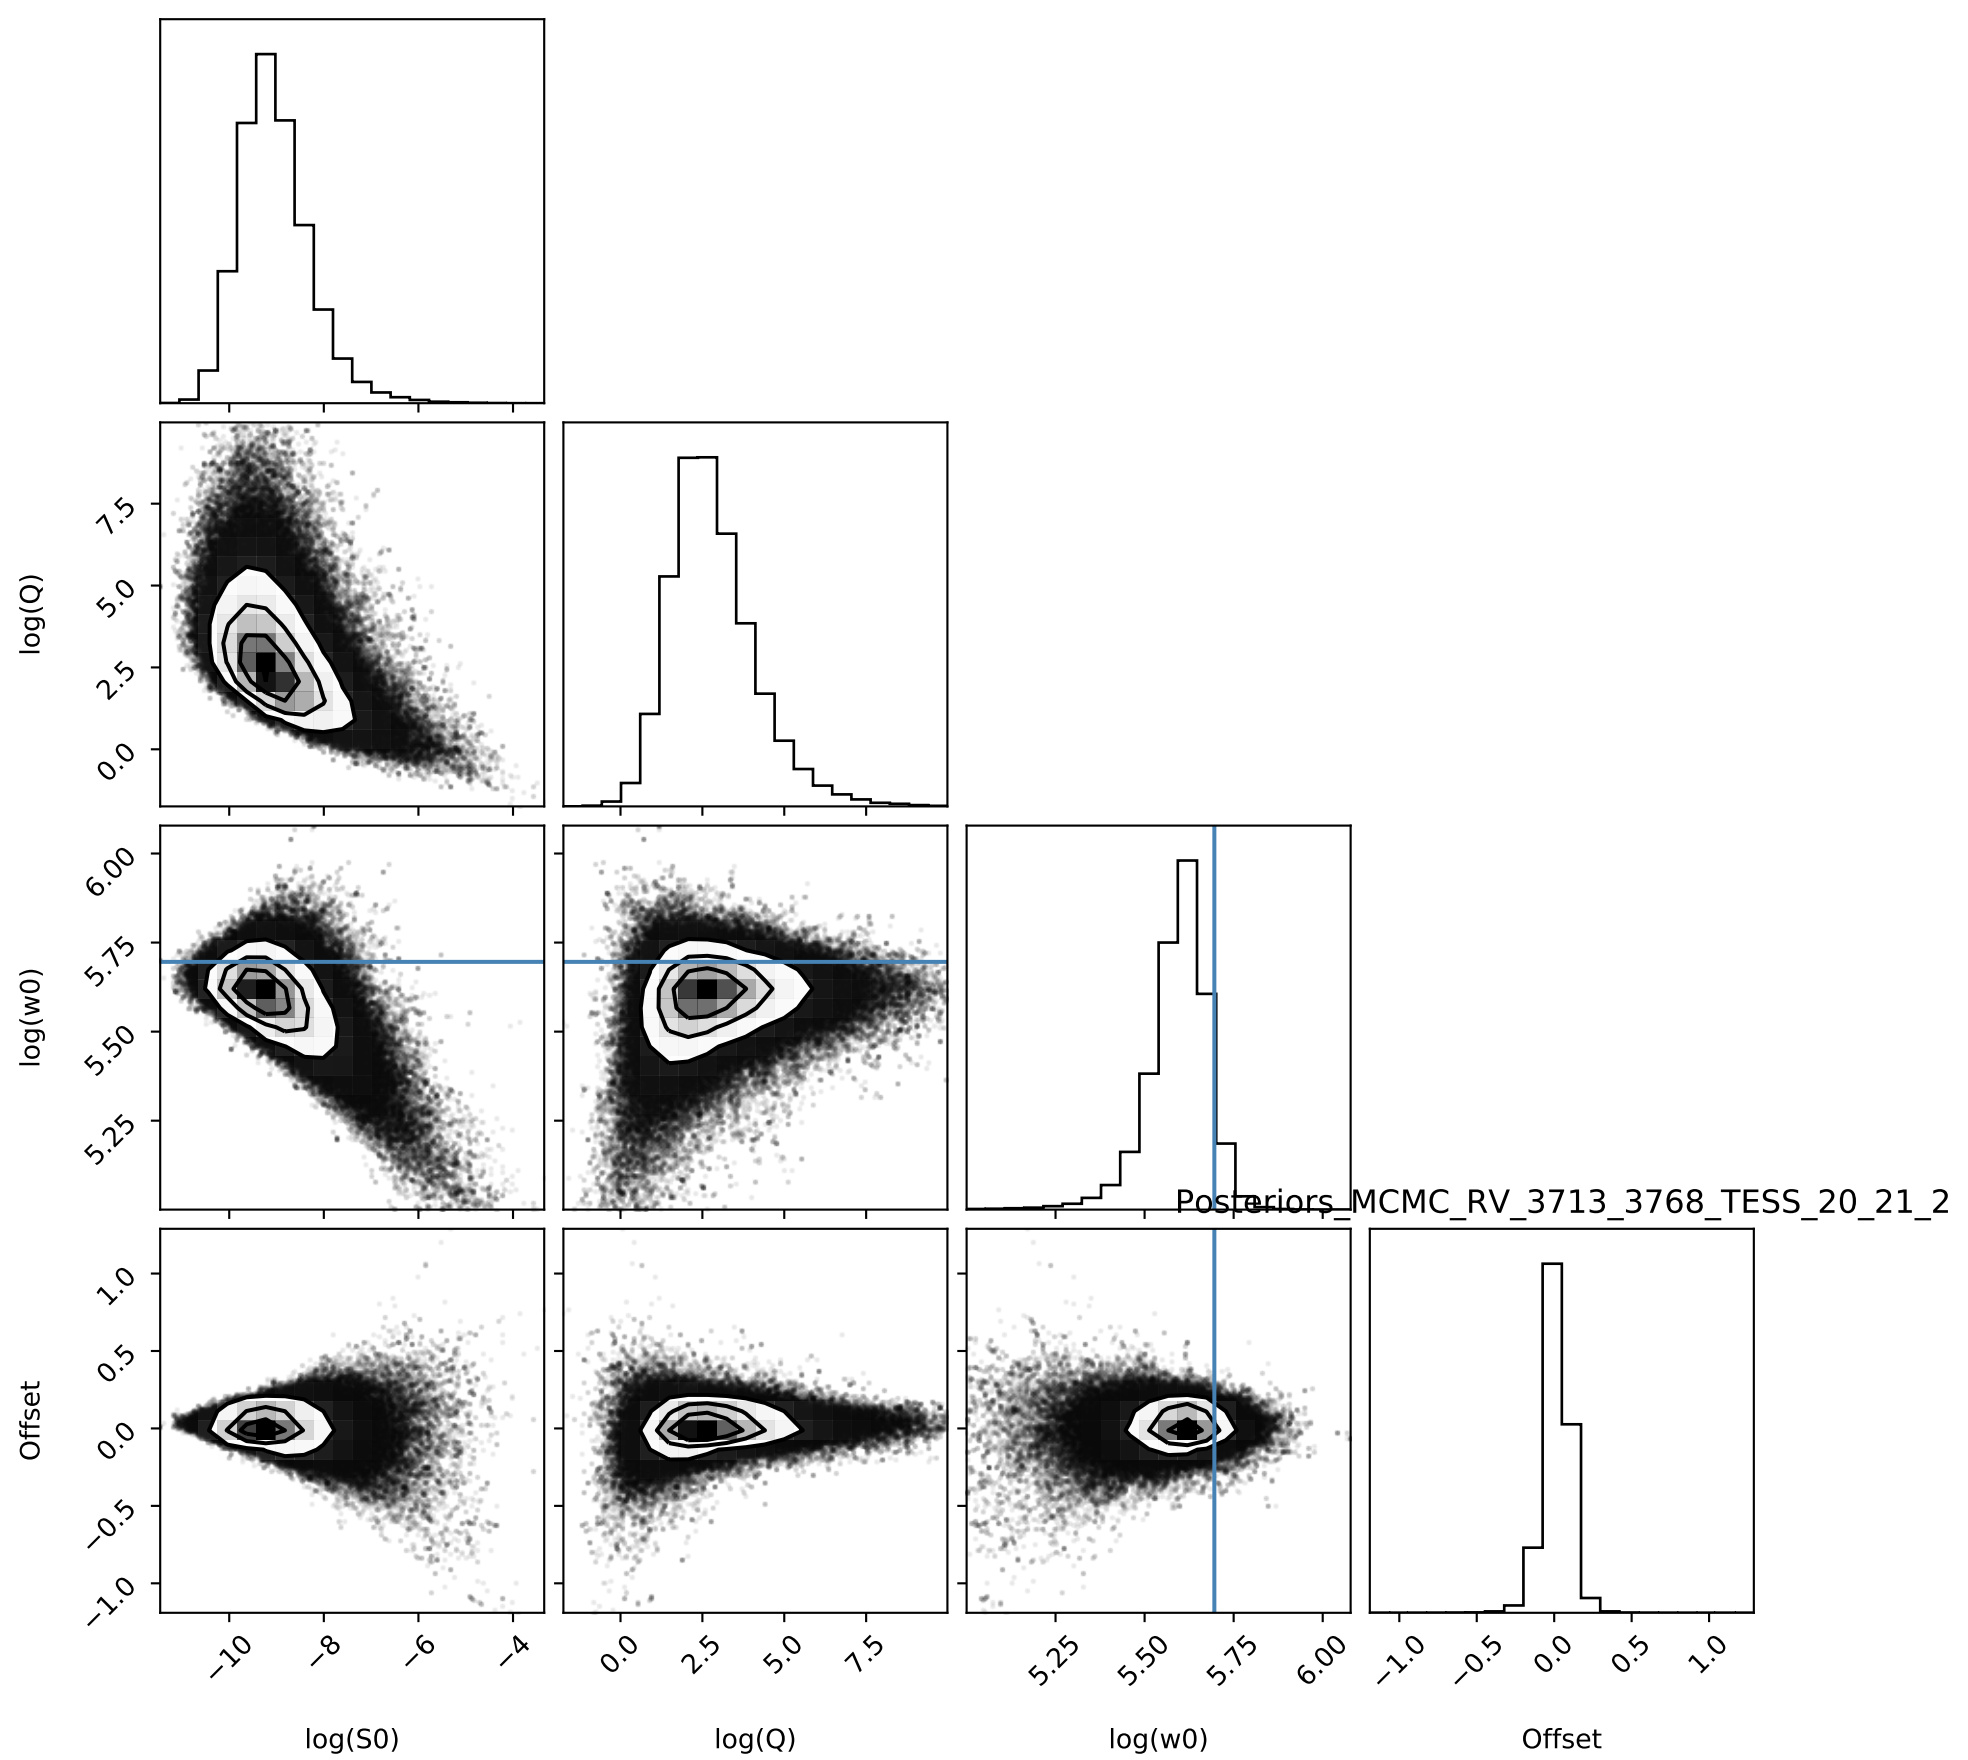 log(Q)
7.5
5.0
2.5
0.0
log(w0)
6.00
5.75
5.50
5.25
Posteriors_MCMC_RV_3713_3768_TESS_20_21_2
Offset
1.0
0.5
0.0
−0.5
−1.0
−10 −8 −6 −4
0.0 2.5 5.0 7.5
5.25 5.50 5.75 6.00
−1.0 −0.5 0.0 0.5 1.0
log(S0) log(Q) log(w0) Offset